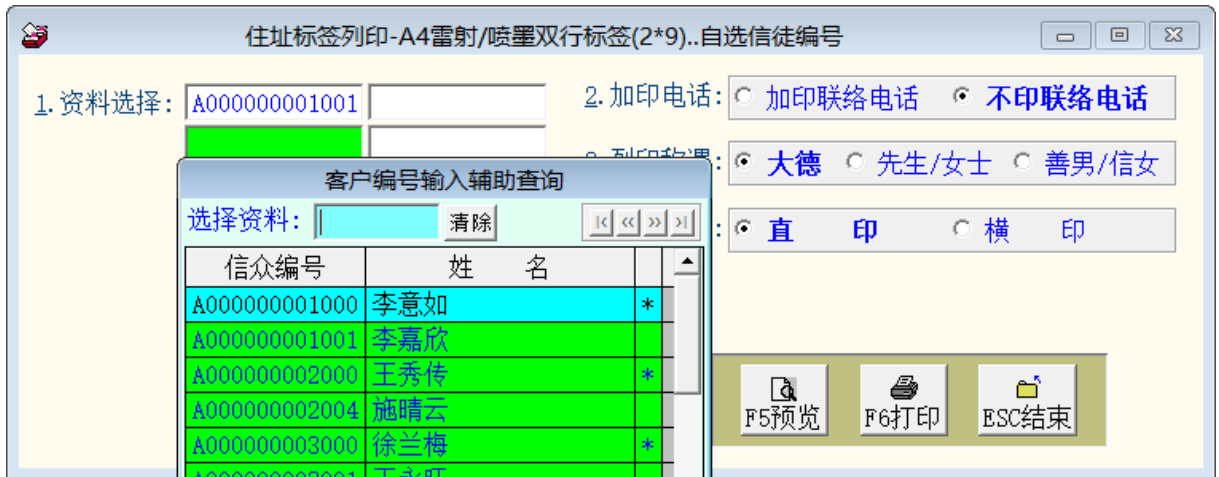 住址标签列印-A4雷射/喷墨双行标签(2*9)..自选信徒编号
1.资料选择: A000000001001
2.加印电话: 加印联络电话 不印联络电话
: 大德 先生/女士 善男/信女
: 直 印 横 印
客户编号输入辅助查询
选择资料: 清除
信众编号 姓 名
A000000001000 李意如 *
A000000001001 李嘉欣
A000000002000 王秀传 *
A000000002004 施晴云
A000000003000 徐兰梅 *
F5预览 F6打印 ESC结束